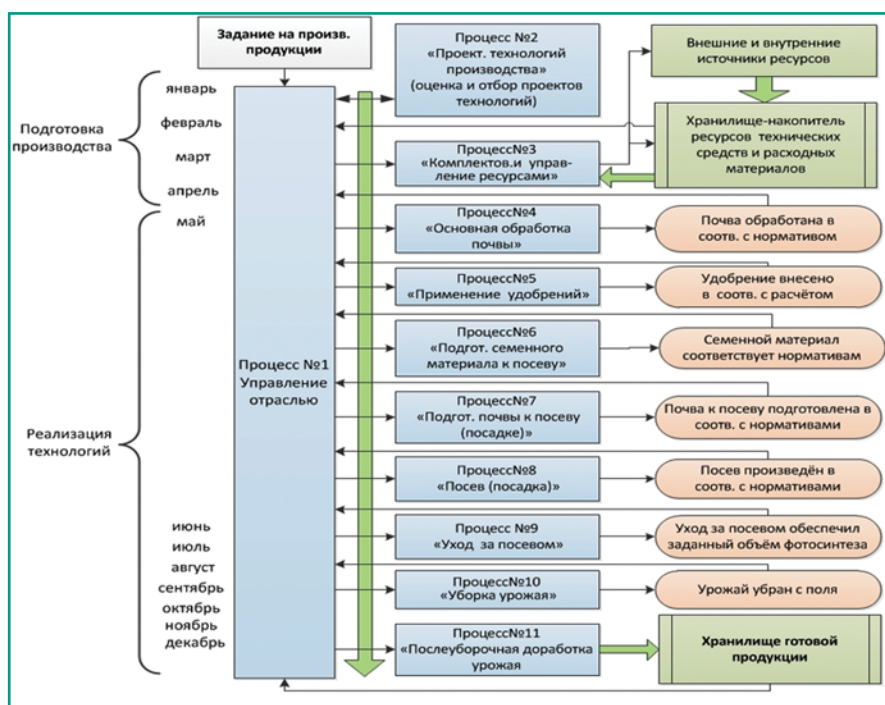 Задание на произв.
продукции
Процесс №2
«Проект. технологий
производства»
(оценка и отбор проектов
технологий)
Внешние и внутренние
источники ресурсов
январь
февраль
март
апрель
Подготовка
производства
Хранилище-накопитель
ресурсов технических
средств и расходных
материалов
Процесс№3
«Комплектов.и управ-
ление ресурсами»
май
Процесс№4
«Основная обработка
почвы»
Почва обработана в
соотв. с нормативом
Процесс№5
«Применение удобрений»
Удобрение внесено
в соотв. с расчётом
Процесс №1
Управление
отраслью
Процесс№6
«Подгот. семенного
материала к посеву»
Семенной материал
соответствует нормативам
Реализация
технологий
Процесс№7
«Подгот. почвы к посеву
(посадке)»
Почва к посеву подготовлена в
соотв. с нормативами
Процесс№8
«Посев (посадка)»
Посев произведён в
соотв. с нормативами
июнь
июль
август
сентябрь
октябрь
ноябрь
декабрь
Процесс №9
«Уход за посевом»
Уход за посевом обеспечил
заданный объём фотосинтеза
Процесс№10
«Уборка урожая»
Урожай убран с поля
Процесс№11
«Послеуборочная доработка
урожая
Хранилище готовой
продукции